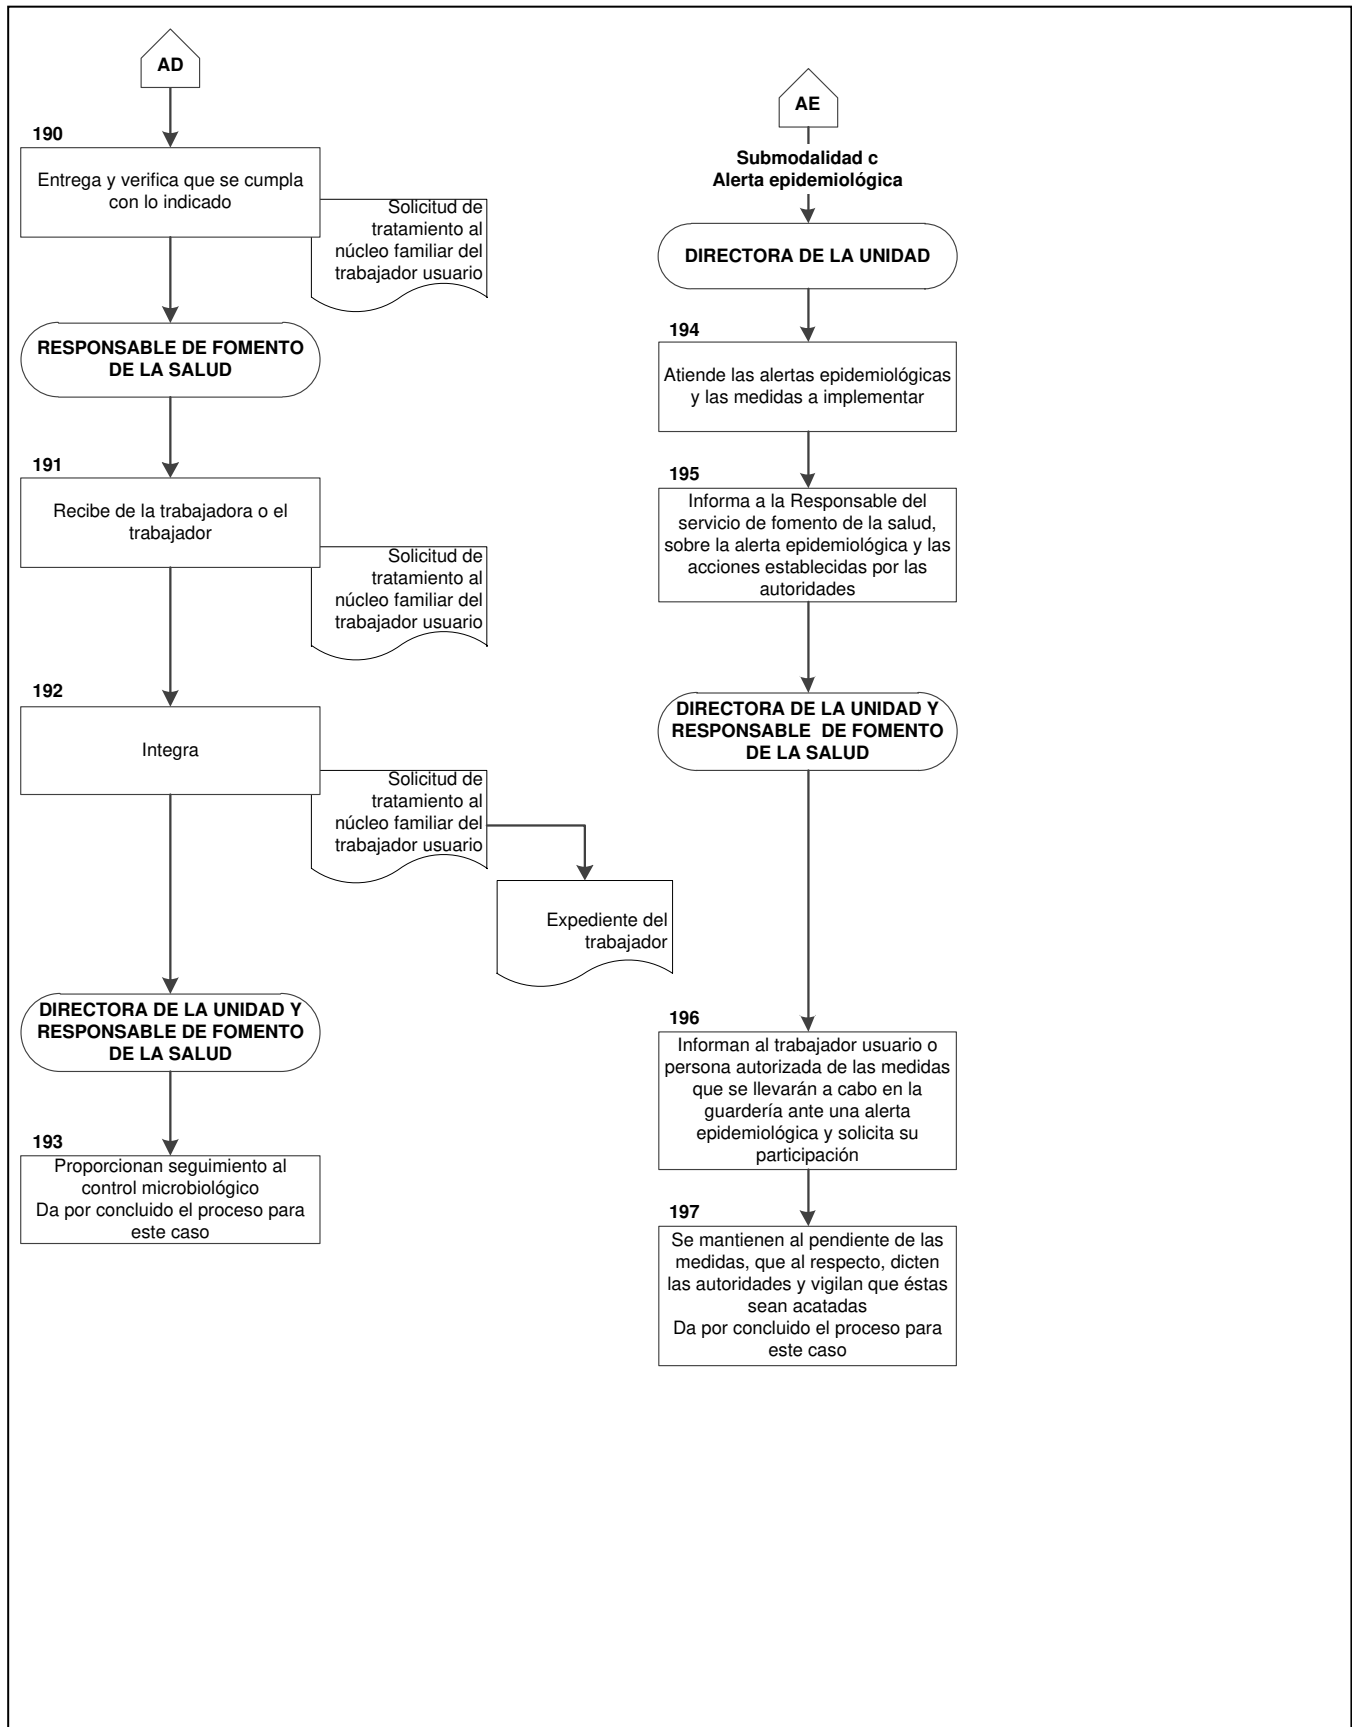 AD
190
Entrega y verifica que se cumpla
con lo indicado
Solicitud de
tratamiento al
núcleo familiar del
trabajador usuario
RESPONSABLE DE FOMENTO
DE LA SALUD
191
Recibe de la trabajadora o el
trabajador
Solicitud de
tratamiento al
núcleo familiar del
trabajador usuario
192
Integra
Solicitud de
tratamiento al
núcleo familiar del
trabajador usuario
Expediente del
trabajador
DIRECTORA DE LA UNIDAD Y
RESPONSABLE DE FOMENTO
DE LA SALUD
193
Proporcionan seguimiento al
control microbiológico
Da por concluido el proceso para
este caso
AE
Submodalidad c
Alerta epidemiológica
DIRECTORA DE LA UNIDAD
194
Atiende las alertas epidemiológicas
y las medidas a implementar
195
Informa a la Responsable del
servicio de fomento de la salud,
sobre la alerta epidemiológica y las
acciones establecidas por las
autoridades
DIRECTORA DE LA UNIDAD Y
RESPONSABLE DE FOMENTO
DE LA SALUD
196
Informan al trabajador usuario o
persona autorizada de las medidas
que se llevarán a cabo en la
guardería ante una alerta
epidemiológica y solicita su
participación
197
Se mantienen al pendiente de las
medidas, que al respecto, dicten
las autoridades y vigilan que éstas
sean acatadas
Da por concluido el proceso para
este caso